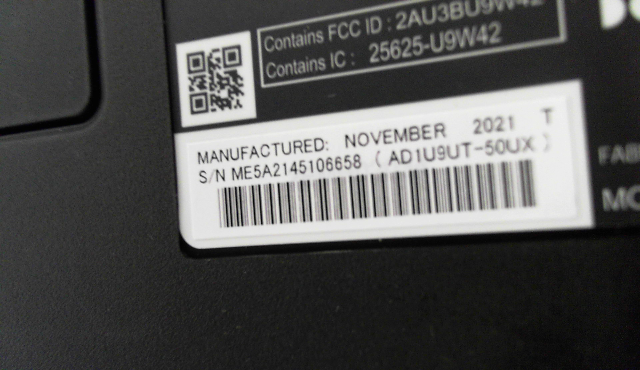 Contains FCC ID : 2AU3BU9W42
Contains IC : 25625-U9W42
MANUFACTURED: NOVEMBER 2021 T
S/N ME5A2145106658 ( AD1U9UT-50UX )